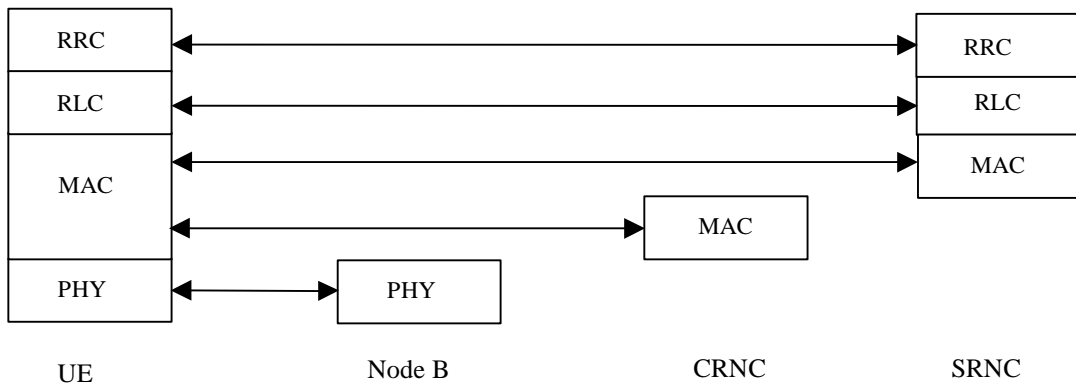 RRC RRC
RLC RLC
MAC MAC
MAC
PHY PHY
UE Node B CRNC SRNC